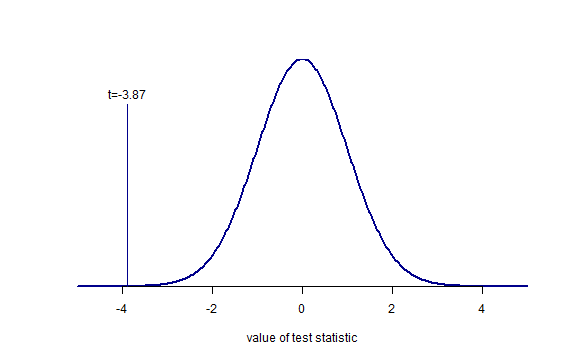 t=-3.87
-4 -2 0 2 4
value of test statistic